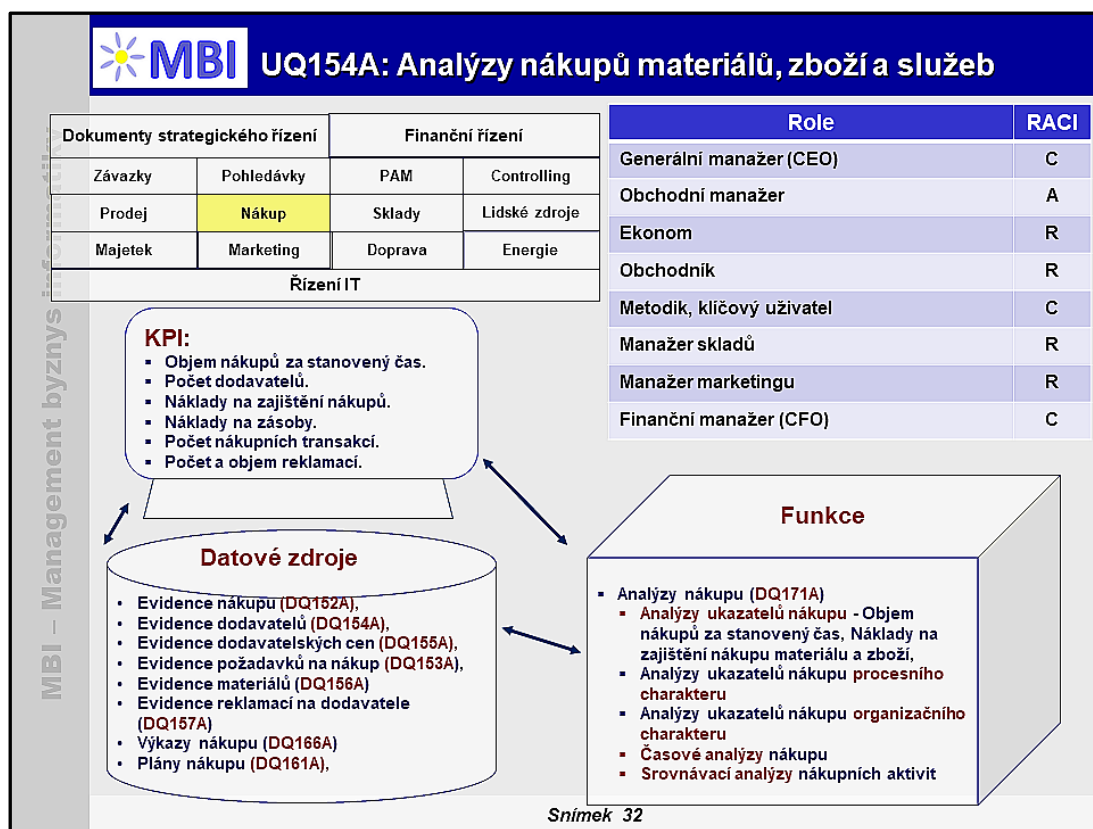 MBI
UQ154A: Analýzy nákupů materiálů, zboží a služeb
MBI – Management byznys informatiky
Dokumenty strategického řízení
Finanční řízení
Závazky
Pohledávky
PAM
Controlling
Prodej
Nákup
Sklady
Lidské zdroje
Majetek
Marketing
Doprava
Energie
Řízení IT
Role RACI
Generální manažer (CEO) C
Obchodní manažer A
Ekonom R
Obchodník R
Metodik, klíčový uživatel C
Manažer skladů R
Manažer marketingu R
Finanční manažer (CFO) C
KPI:
▪ Objem nákupů za stanovený čas.
▪ Počet dodavatelů.
▪ Náklady na zajištění nákupů.
▪ Náklady na zásoby.
▪ Počet nákupních transakcí.
▪ Počet a objem reklamací.
Datové zdroje
• Evidence nákupu (DQ152A),
• Evidence dodavatelů (DQ154A),
• Evidence dodavatelských cen (DQ155A),
• Evidence požadavků na nákup (DQ153A),
• Evidence materiálů (DQ156A)
• Evidence reklamací na dodavatele
(DQ157A)
• Výkazy nákupu (DQ166A)
• Plány nákupu (DQ161A),
Funkce
▪ Analýzy nákupu (DQ171A)
▪ Analýzy ukazatelů nákupu - Objem
nákupů za stanovený čas, Náklady na
zajištění nákupu materiálu a zboží,
▪ Analýzy ukazatelů nákupu procesního
charakteru
▪ Analýzy ukazatelů nákupu organizačního
charakteru
▪ Časové analýzy nákupu
▪ Srovnávací analýzy nákupních aktivit
Snímek 32